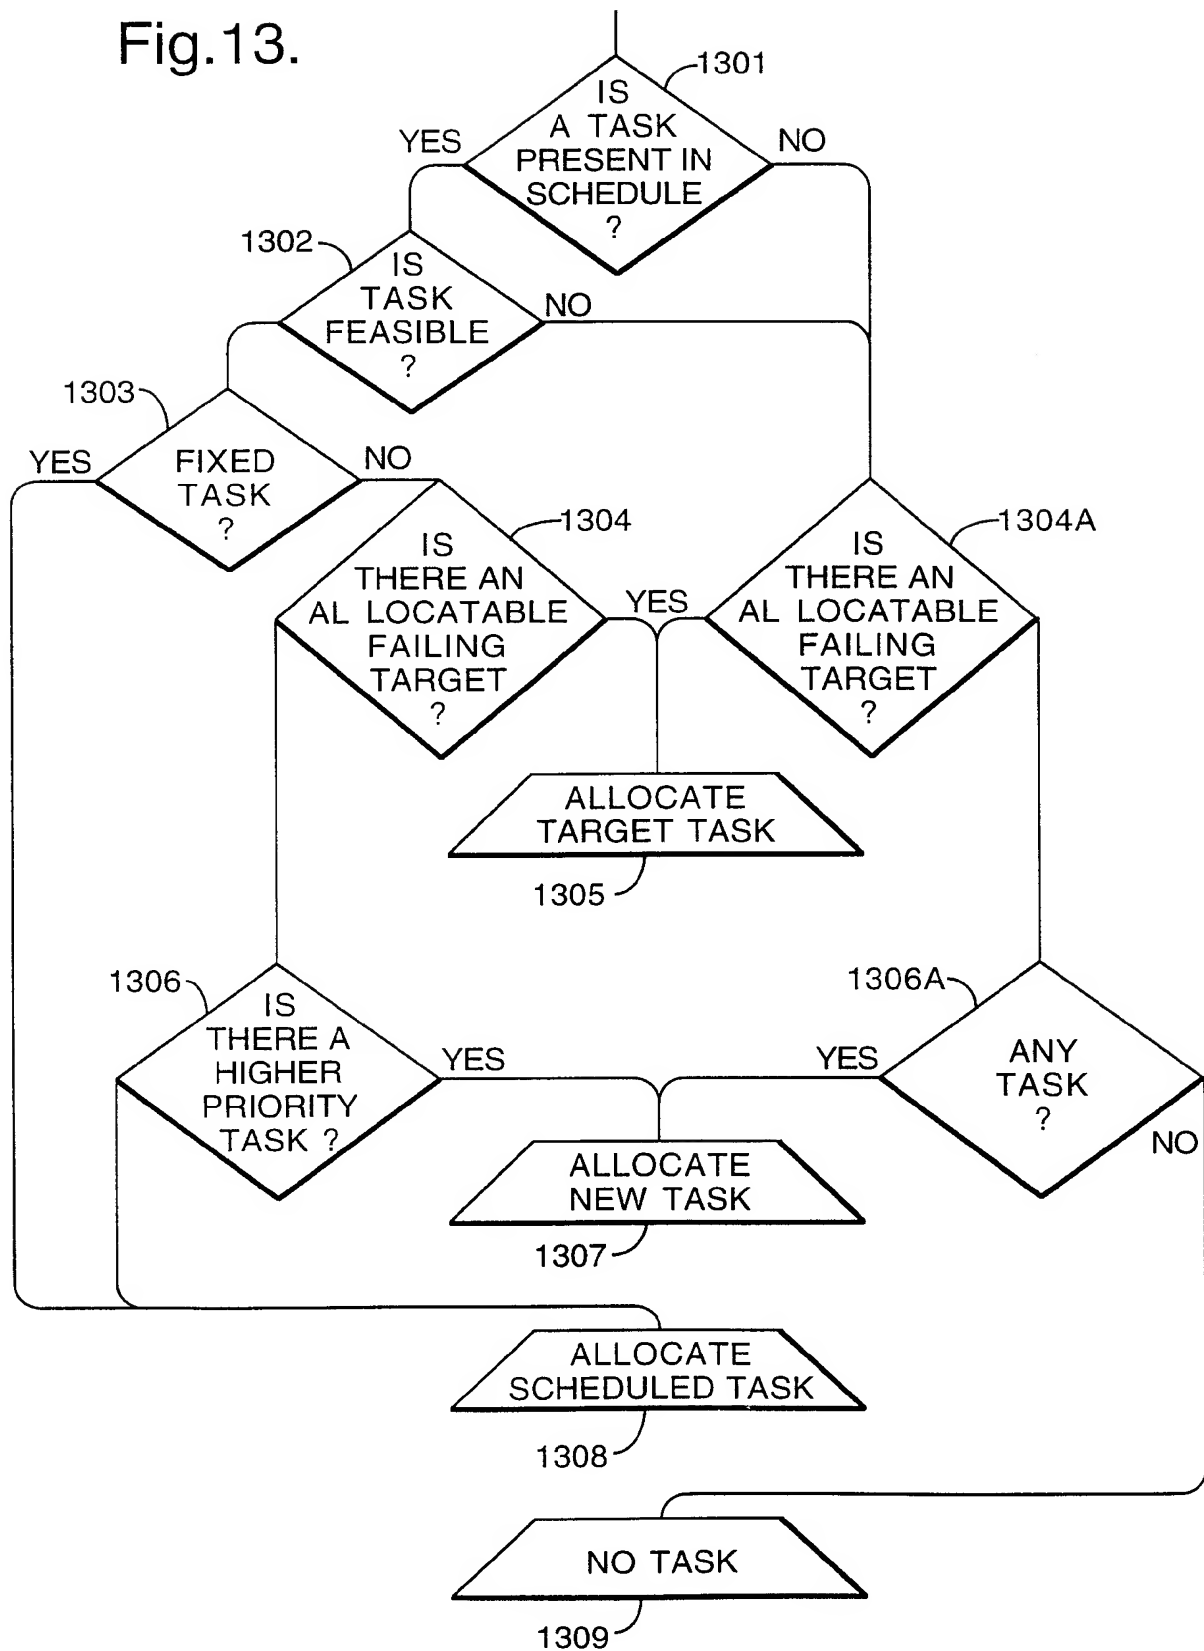 Fig.13.
1301
IS
A TASK
PRESENT IN
SCHEDULE
?
YES
NO
1302
IS
TASK
FEASIBLE
?
NO
1303
YES
FIXED
TASK
?
NO
1304
IS
THERE AN
AL LOCATABLE
FAILING
TARGET
?
YES
1304A
IS
THERE AN
AL LOCATABLE
FAILING
TARGET
?
ALLOCATE
TARGET TASK
1305
1306
IS
THERE A
HIGHER
PRIORITY
TASK ?
YES
1306A
YES
ANY
TASK
?
NO
ALLOCATE
NEW TASK
1307
ALLOCATE
SCHEDULED TASK
1308
NO TASK
1309